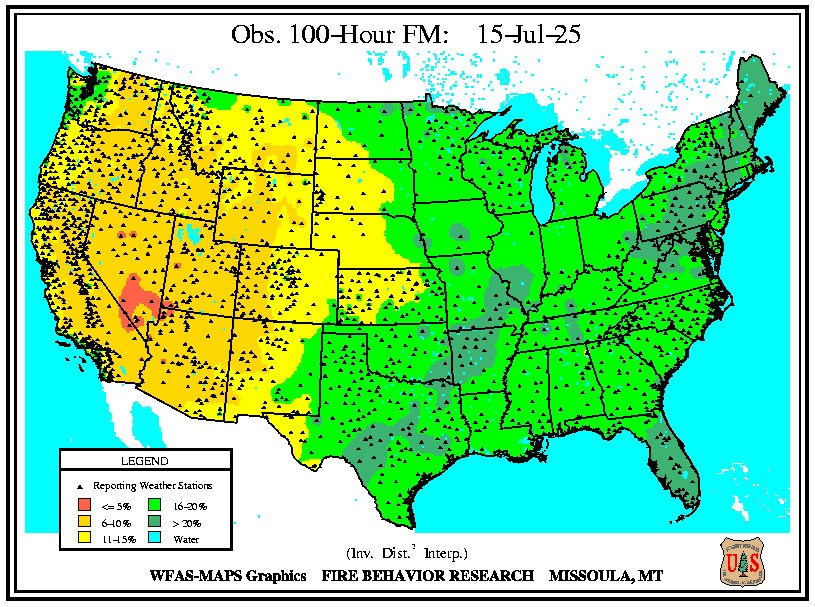 Obs. 100-Hour FM: 15-Jul-25
LEGEND
Reporting Weather Stations
<= 5% 16-20%
6-10% > 20%
11-15% Water
(Inv. Dist.² Interp.)
WFAS-MAPS Graphics FIRE BEHAVIOR RESEARCH MISSOULA, MT
U S